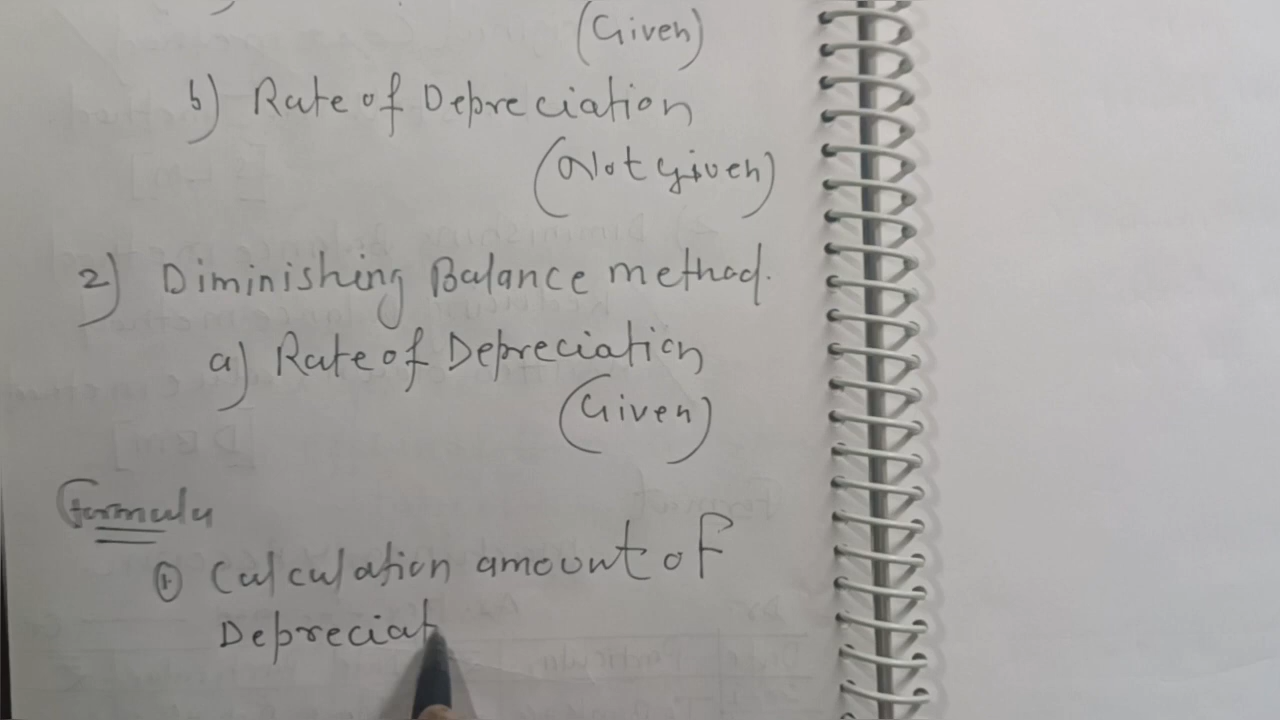 (Given)
b) Rate of Depreciation
(Not given)
2) Diminishing Balance method.
a) Rate of Depreciation
(Given)
Formula
① Calculation amount of
Depreciat